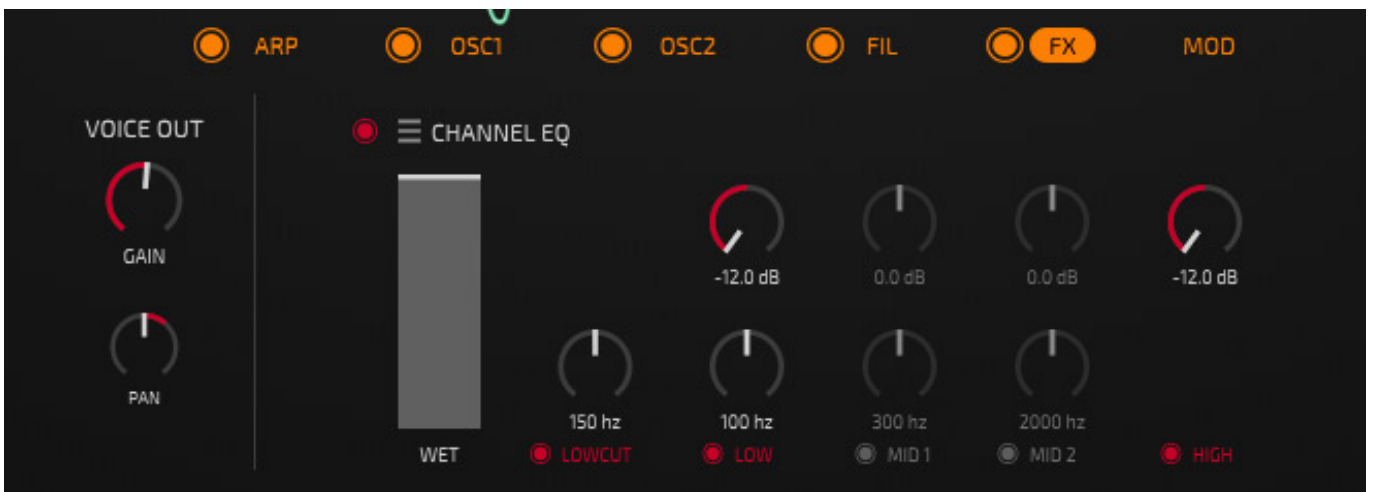 ARP OSC1 OSC2 FIL FX MOD
VOICE OUT
GAIN
PAN
CHANNEL EQ
-12.0 dB 0.0 dB 0.0 dB -12.0 dB
150 hz 100 hz 300 hz 2000 hz
WET LOWCUT LOW MID 1 MID 2 HIGH